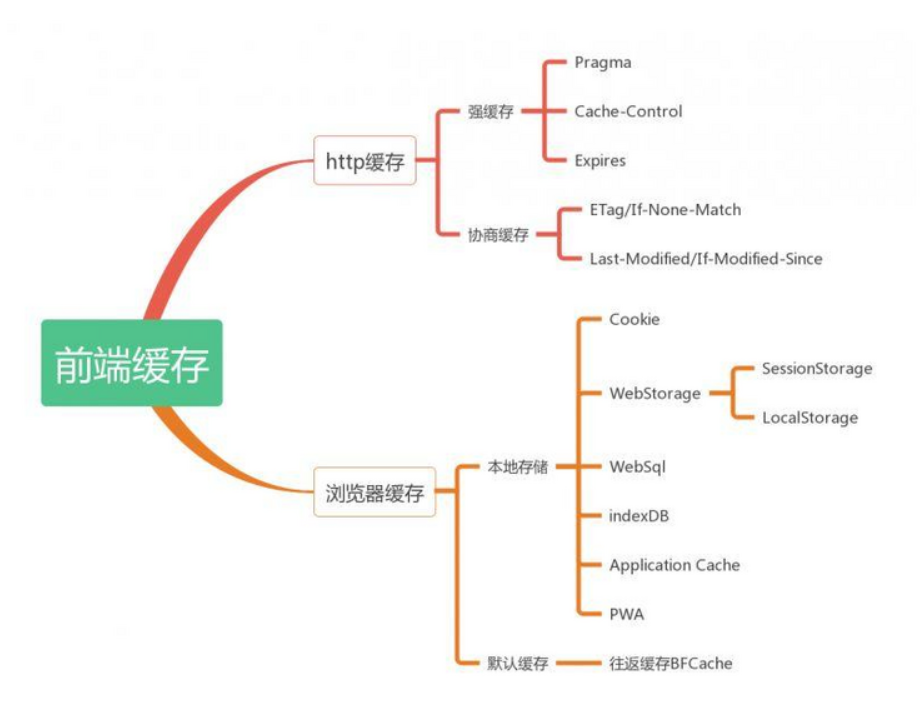 前端缓存
http缓存
强缓存
Pragma
Cache-Control
Expires
协商缓存
ETag/If-None-Match
Last-Modified/If-Modified-Since
浏览器缓存
本地存储
Cookie
WebStorage
SessionStorage
LocalStorage
WebSql
indexDB
Application Cache
PWA
默认缓存
往返缓存BFCache